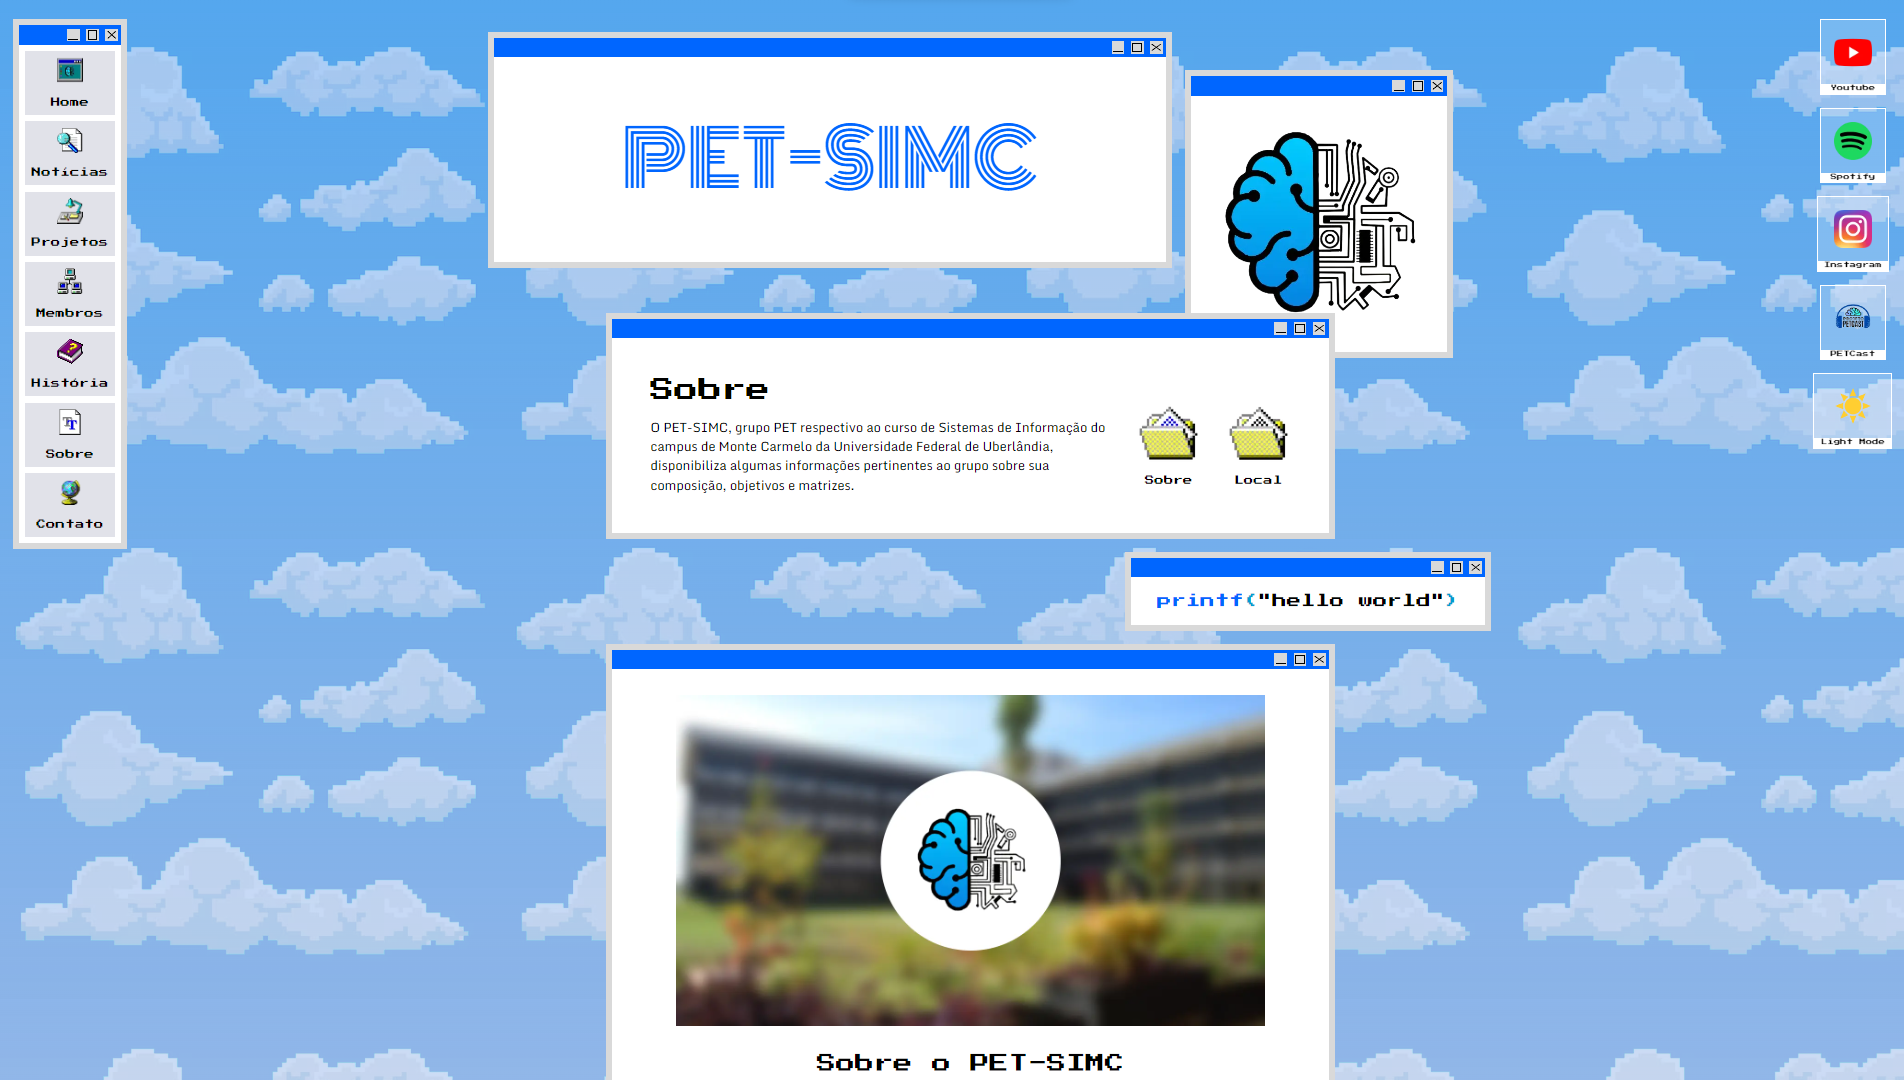 Home
Notícias
Projetos
Membros
História
Sobre
Contato
PET-SIMC
Sobre
O PET-SIMC, grupo PET respectivo ao curso de Sistemas de Informação do
campus de Monte Carmelo da Universidade Federal de Uberlândia,
disponibiliza algumas informações pertinentes ao grupo sobre sua
composição, objetivos e matrizes.
Sobre
Local
printf("hello world")
Sobre o PET-SIMC
Youtube
Spotify
Instagram
PETCAST
PETCast
Light Mode